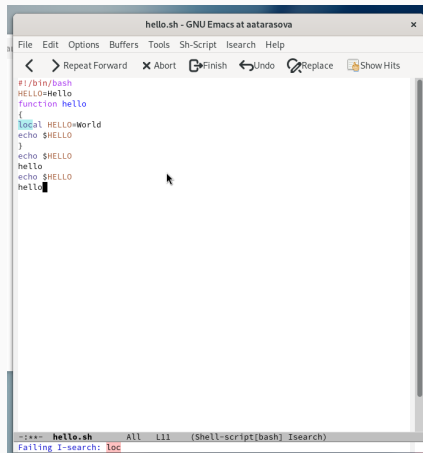 hello.sh - GNU Emacs at aatarasova
File Edit Options Buffers Tools Sh-Script Isearch Help
Repeat Forward Abort Finish Undo Replace Show Hits
#!/bin/bash
HELLO=Hello
function hello
{
local HELLO=World
echo $HELLO
}
echo $HELLO
hello
echo $HELLO
hello
-:**- hello.sh All L11 (Shell-script[bash] Isearch)
Failing I-search: loc